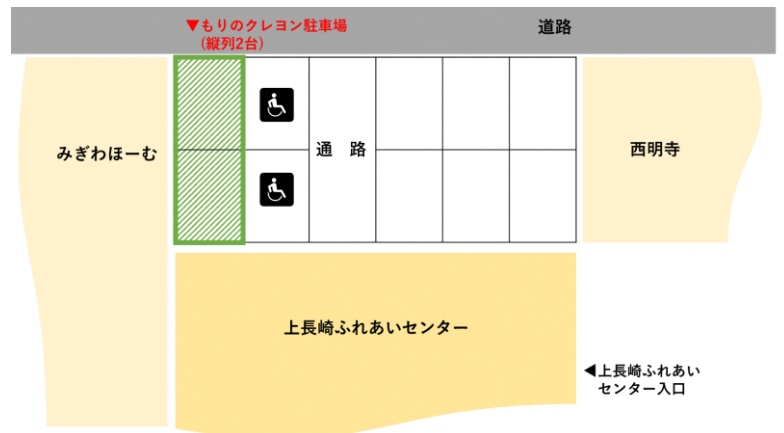 ▼もりのクレヨン駐車場
(縦列2台)
道路
みぎわほーむ
通 路
西明寺
上長崎ふれあいセンター
◀上長崎ふれあい
センター入口